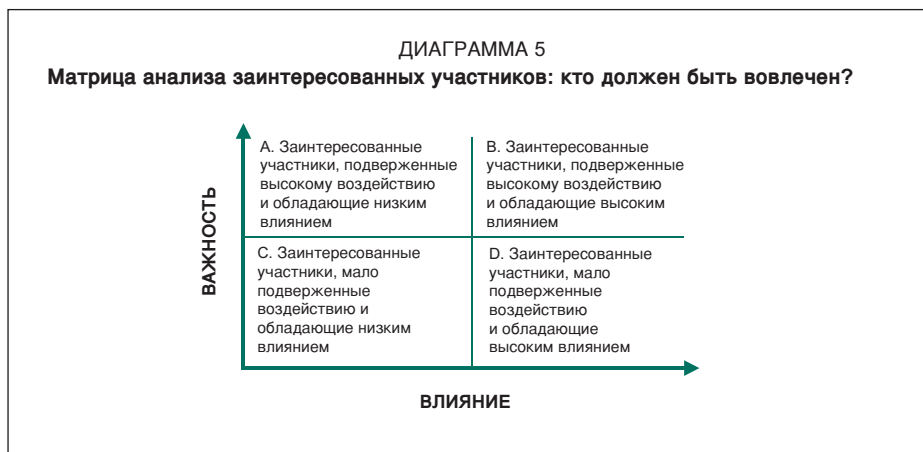 ДИАГРАММА 5
Матрица анализа заинтересованных участников: кто должен быть вовлечен?
ВАЖНОСТЬ
A. Заинтересованные
участники, подверженные
высокому воздействию
и обладающие низким
влиянием
B. Заинтересованные
участники, подверженные
высокому воздействию
и обладающие высоким
влиянием
C. Заинтересованные
участники, мало
подверженные
воздействию и
обладающие низким
влиянием
D. Заинтересованные
участники, мало
подверженные
воздействию
и обладающие
высоким влиянием
ВЛИЯНИЕ